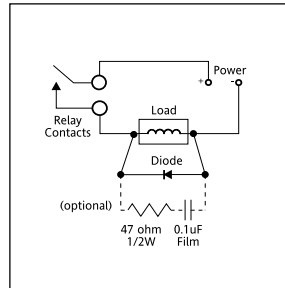 + Power -
Load
Relay
Contacts
Diode
(optional)
47 ohm 0.1uF
1/2W Film